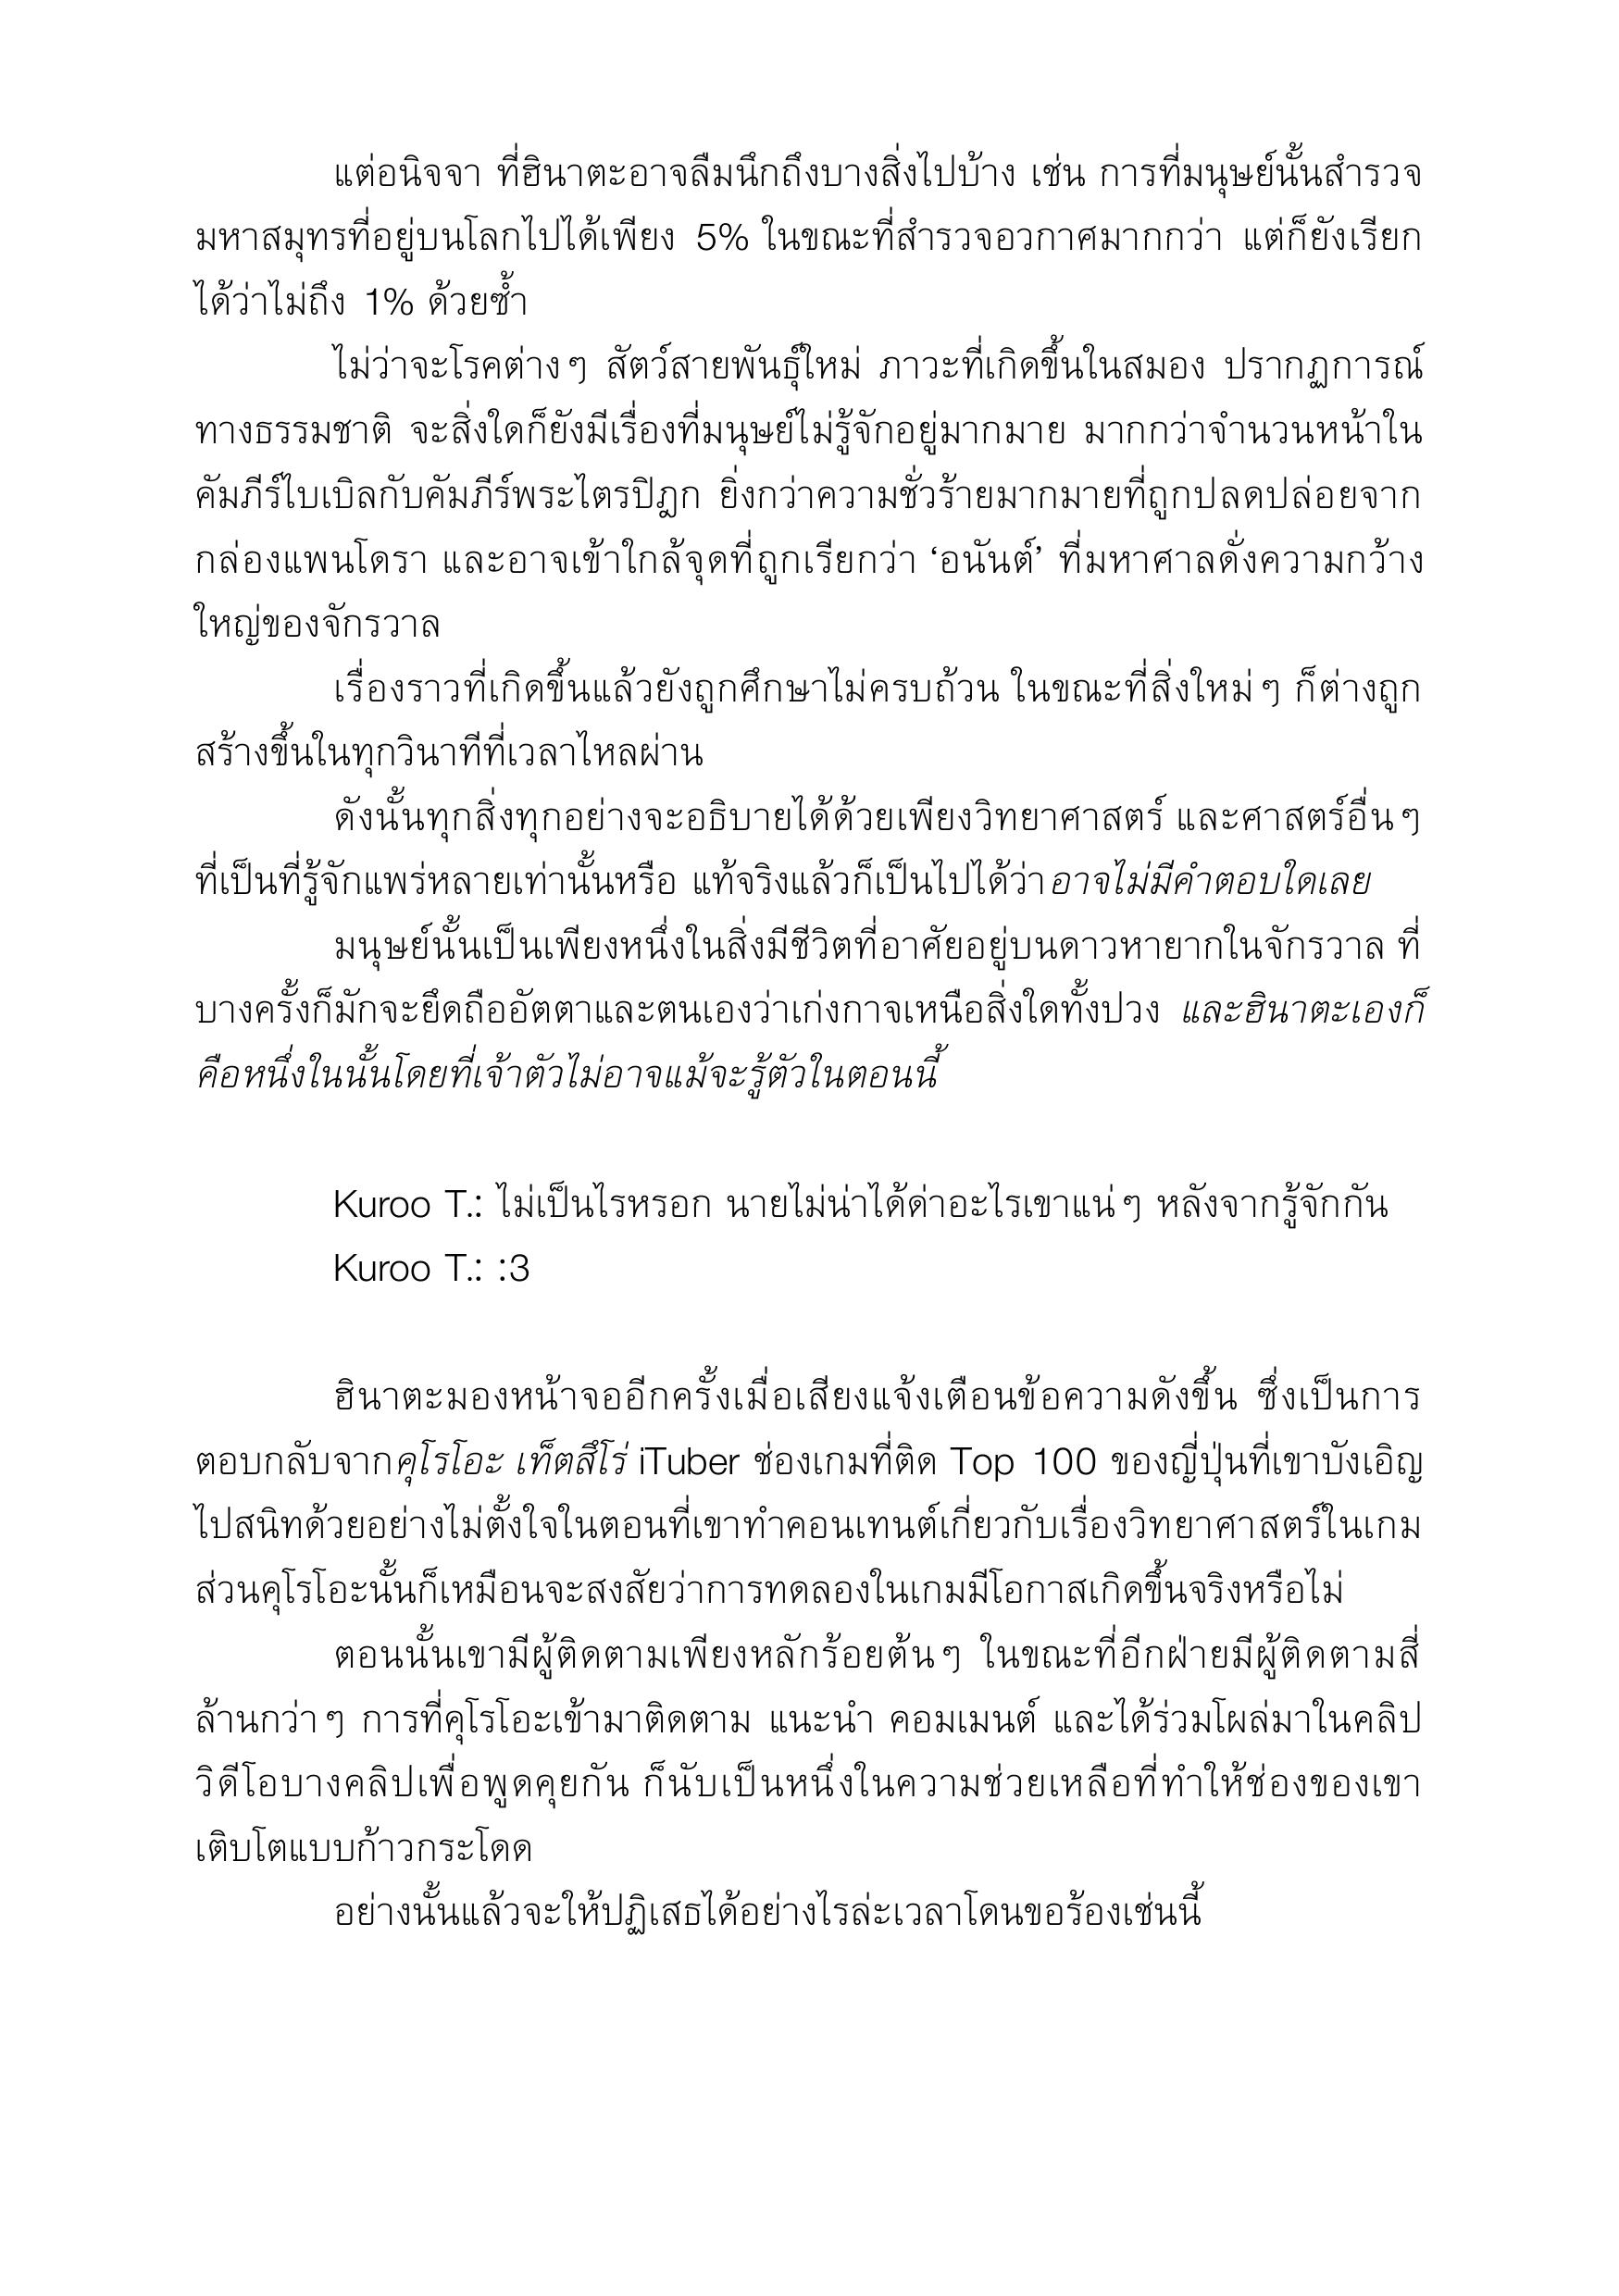 แต่อนิจจา ที่ฮินาตะอาจลืมนึกถึงบางสิ่งไปบ้าง เช่น การที่มนุษย์นั้นสำรวจ
มหาสมุทรที่อยู่บนโลกไปได้เพียง 5% ในขณะที่สำรวจอวกาศมากกว่า แต่ก็ยังเรียก
ได้ว่าไม่ถึง 1% ด้วยซ้ำ
ไม่ว่าจะโรคต่างๆ สัตว์สายพันธุ์ใหม่ ภาวะที่เกิดขึ้นในสมอง ปรากฏการณ์
ทางธรรมชาติ จะสิ่งใดก็ยังมีเรื่องที่มนุษย์ไม่รู้จักอยู่มากมาย มากกว่าจำนวนหน้าใน
คัมภีร์ไบเบิลกับคัมภีร์พระไตรปิฎก ยิ่งกว่าความชั่วร้ายมากมายที่ถูกปลดปล่อยจาก
กล่องแพนโดรา และอาจเข้าใกล้จุดที่ถูกเรียกว่า ‘อนันต์’ ที่มหาศาลดั่งความกว้าง
ใหญ่ของจักรวาล
เรื่องราวที่เกิดขึ้นแล้วยังถูกศึกษาไม่ครบถ้วน ในขณะที่สิ่งใหม่ๆ ก็ต่างถูก
สร้างขึ้นในทุกวินาทีที่เวลาไหลผ่าน
ดังนั้นทุกสิ่งทุกอย่างจะอธิบายได้ด้วยเพียงวิทยาศาสตร์ และศาสตร์อื่นๆ
ที่เป็นที่รู้จักแพร่หลายเท่านั้นหรือ แท้จริงแล้วก็เป็นไปได้ว่าอาจไม่มีคำตอบใดเลย
มนุษย์นั้นเป็นเพียงหนึ่งในสิ่งมีชีวิตที่อาศัยอยู่บนดาวหายากในจักรวาล ที่
บางครั้งก็มักจะยึดถืออัตตาและตนเองว่าเก่งกาจเหนือสิ่งใดทั้งปวง และฮินาตะเองก็
คือหนึ่งในนั้นโดยที่เจ้าตัวไม่อาจแม้จะรู้ตัวในตอนนี้
Kuroo T.: ไม่เป็นไรหรอก นายไม่น่าได้ด่าอะไรเขาแน่ๆ หลังจากรู้จักกัน
Kuroo T.: :3
ฮินาตะมองหน้าจออีกครั้งเมื่อเสียงแจ้งเตือนข้อความดังขึ้น ซึ่งเป็นการ
ตอบกลับจากคุโรโอะ เท็ตสึโร่ iTuber ช่องเกมที่ติด Top 100 ของญี่ปุ่นที่เขาบังเอิญ
ไปสนิทด้วยอย่างไม่ตั้งใจในตอนที่เขาทำคอนเทนต์เกี่ยวกับเรื่องวิทยาศาสตร์ในเกม
ส่วนคุโรโอะนั้นก็เหมือนจะสงสัยว่าการทดลองในเกมมีโอกาสเกิดขึ้นจริงหรือไม่
ตอนนั้นเขามีผู้ติดตามเพียงหลักร้อยต้นๆ ในขณะที่อีกฝ่ายมีผู้ติดตามสี่
ล้านกว่าๆ การที่คุโรโอะเข้ามาติดตาม แนะนำ คอมเมนต์ และได้ร่วมโผล่มาในคลิป
วิดีโอบางคลิปเพื่อพูดคุยกัน ก็นับเป็นหนึ่งในความช่วยเหลือที่ทำให้ช่องของเขา
เติบโตแบบก้าวกระโดด
อย่างนั้นแล้วจะให้ปฏิเสธได้อย่างไรล่ะเวลาโดนขอร้องเช่นนี้